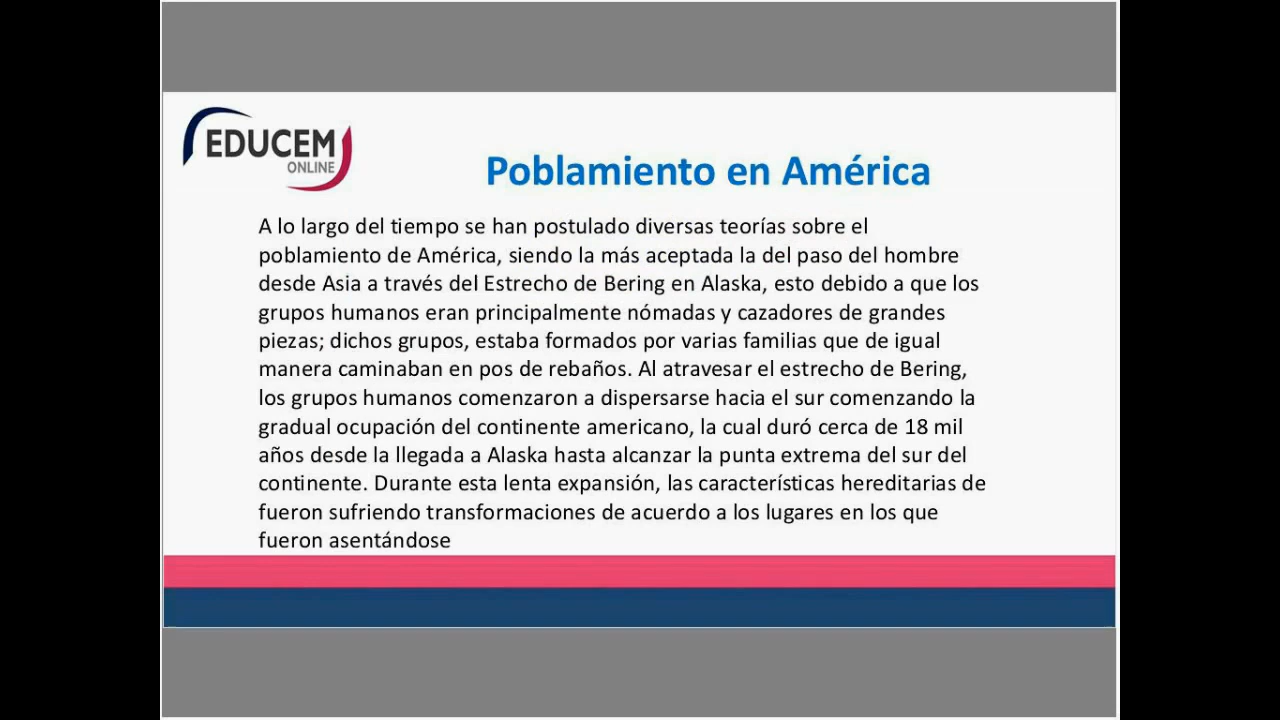 EDUCEM
ONLINE
Poblamiento en América
A lo largo del tiempo se han postulado diversas teorías sobre el
poblamiento de América, siendo la más aceptada la del paso del hombre
desde Asia a través del Estrecho de Bering en Alaska, esto debido a que los
grupos humanos eran principalmente nómadas y cazadores de grandes
piezas; dichos grupos, estaba formados por varias familias que de igual
manera caminaban en pos de rebaños. Al atravesar el estrecho de Bering,
los grupos humanos comenzaron a dispersarse hacia el sur comenzando la
gradual ocupación del continente americano, la cual duró cerca de 18 mil
años desde la llegada a Alaska hasta alcanzar la punta extrema del sur del
continente. Durante esta lenta expansión, las características hereditarias de
fueron sufriendo transformaciones de acuerdo a los lugares en los que
fueron asentándose